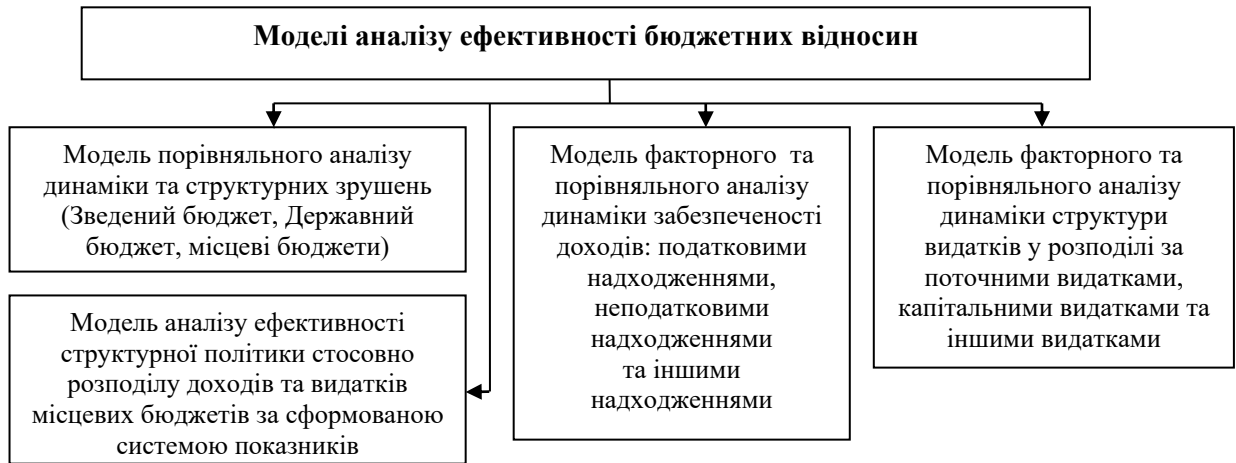 Моделі аналізу ефективності бюджетних відносин
Модель порівняльного аналізу
динаміки та структурних зрушень
(Зведений бюджет, Державний
бюджет, місцеві бюджети)
Модель аналізу ефективності
структурної політики стосовно
розподілу доходів та видатків
місцевих бюджетів за сформованою
системою показників
Модель факторного та
порівняльного аналізу
динаміки забезпеченості
доходів: податковими
надходженнями,
неподатковими
надходженнями
та іншими
надходженнями
Модель факторного та
порівняльного аналізу
динаміки структури
видатків у розподілі за
поточними видатками,
капітальними видатками та
іншими видатками